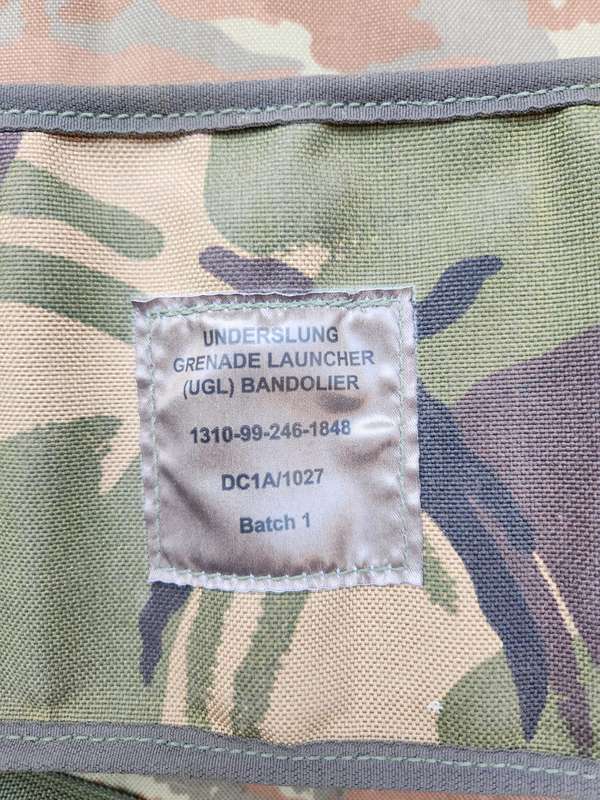 UNDERSLUNG
GRENADE LAUNCHER
(UGL) BANDOLIER
1310-99-246-1848
DC1A/1027
Batch 1